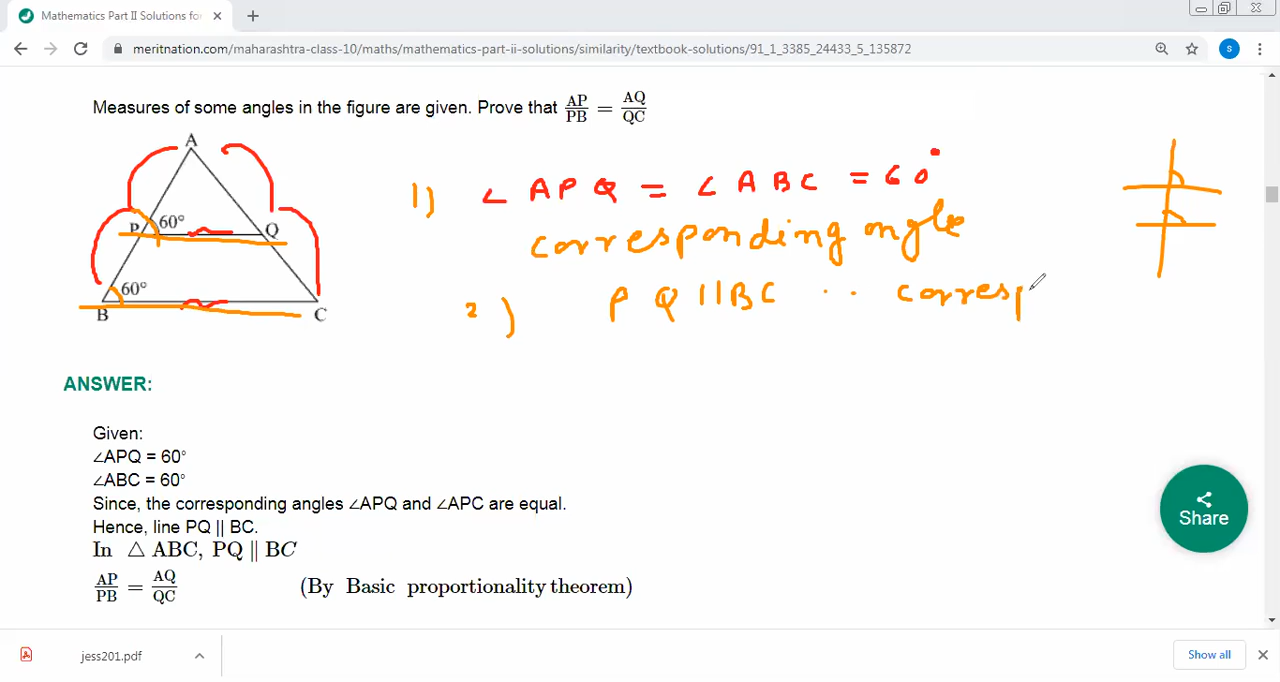 Mathematics Part II Solutions for
meritnation.com/maharashtra-class-10/maths/mathematics-part-ii-solutions/similarity/textbook-solutions/91_1_3385_24433_5_135872
S
Measures of some angles in the figure are given. Prove that AP/PB = AQ/QC
A
P 60° Q
60°
B C
1) ∠ APQ = ∠ ABC = 60°
corresponding angle
2) PQ || BC .. corresp
ANSWER:
Given:
∠APQ = 60°
∠ABC = 60°
Since, the corresponding angles ∠APQ and ∠APC are equal.
Hence, line PQ || BC.
In △ ABC, PQ || BC
AP/PB = AQ/QC (By Basic proportionality theorem)
Share
jess201.pdf
Show all